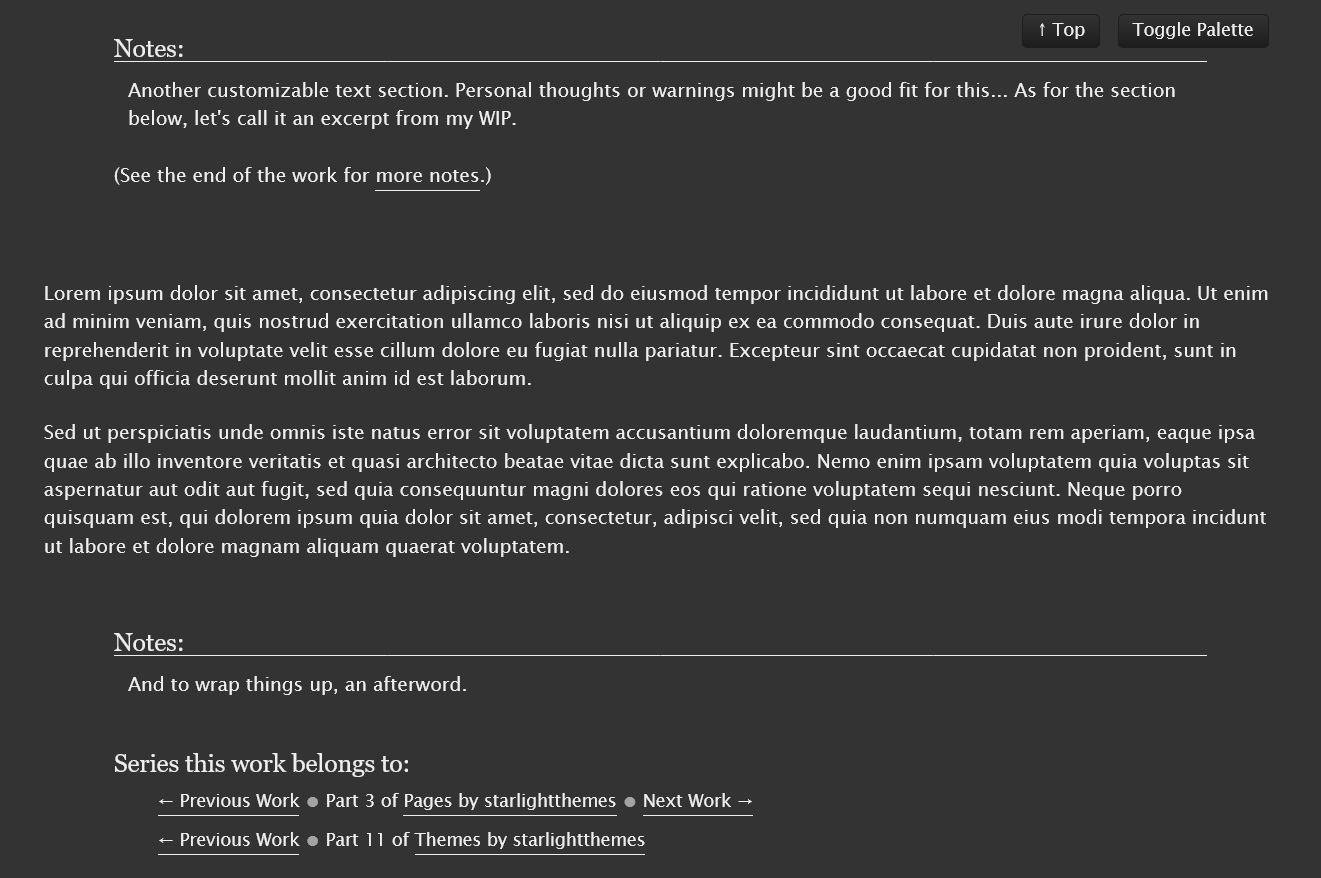 ↑ Top
Toggle Palette
Notes:
Another customizable text section. Personal thoughts or warnings might be a good fit for this... As for the section
below, let's call it an excerpt from my WIP.
(See the end of the work for more notes.)
Lorem ipsum dolor sit amet, consectetur adipiscing elit, sed do eiusmod tempor incididunt ut labore et dolore magna aliqua. Ut enim
ad minim veniam, quis nostrud exercitation ullamco laboris nisi ut aliquip ex ea commodo consequat. Duis aute irure dolor in
reprehenderit in voluptate velit esse cillum dolore eu fugiat nulla pariatur. Excepteur sint occaecat cupidatat non proident, sunt in
culpa qui officia deserunt mollit anim id est laborum.
Sed ut perspiciatis unde omnis iste natus error sit voluptatem accusantium doloremque laudantium, totam rem aperiam, eaque ipsa
quae ab illo inventore veritatis et quasi architecto beatae vitae dicta sunt explicabo. Nemo enim ipsam voluptatem quia voluptas sit
aspernatur aut odit aut fugit, sed quia consequuntur magni dolores eos qui ratione voluptatem sequi nesciunt. Neque porro
quisquam est, qui dolorem ipsum quia dolor sit amet, consectetur, adipisci velit, sed quia non numquam eius modi tempora incidunt
ut labore et dolore magnam aliquam quaerat voluptatem.
Notes:
And to wrap things up, an afterword.
Series this work belongs to:
← Previous Work ● Part 3 of Pages by starlightthemes ● Next Work →
← Previous Work ● Part 11 of Themes by starlightthemes